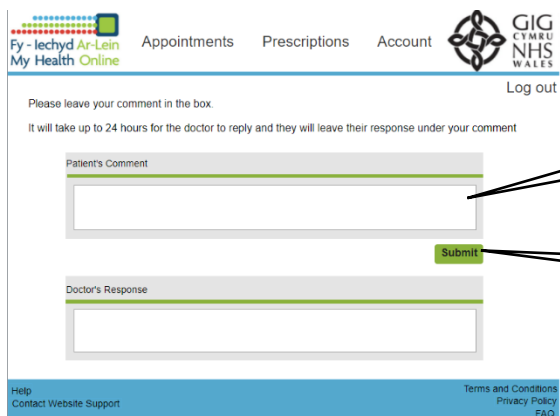 Fy - Iechyd Ar-Lein
My Health Online
Appointments
Prescriptions
Account
GIG
CYMRU
NHS
WALES
Log out
Please leave your comment in the box.
It will take up to 24 hours for the doctor to reply and they will leave their response under your comment
Patient's Comment
Submit
Doctor's Response
Help
Contact Website Support
Terms and Conditions
Privacy Policy
FAQ